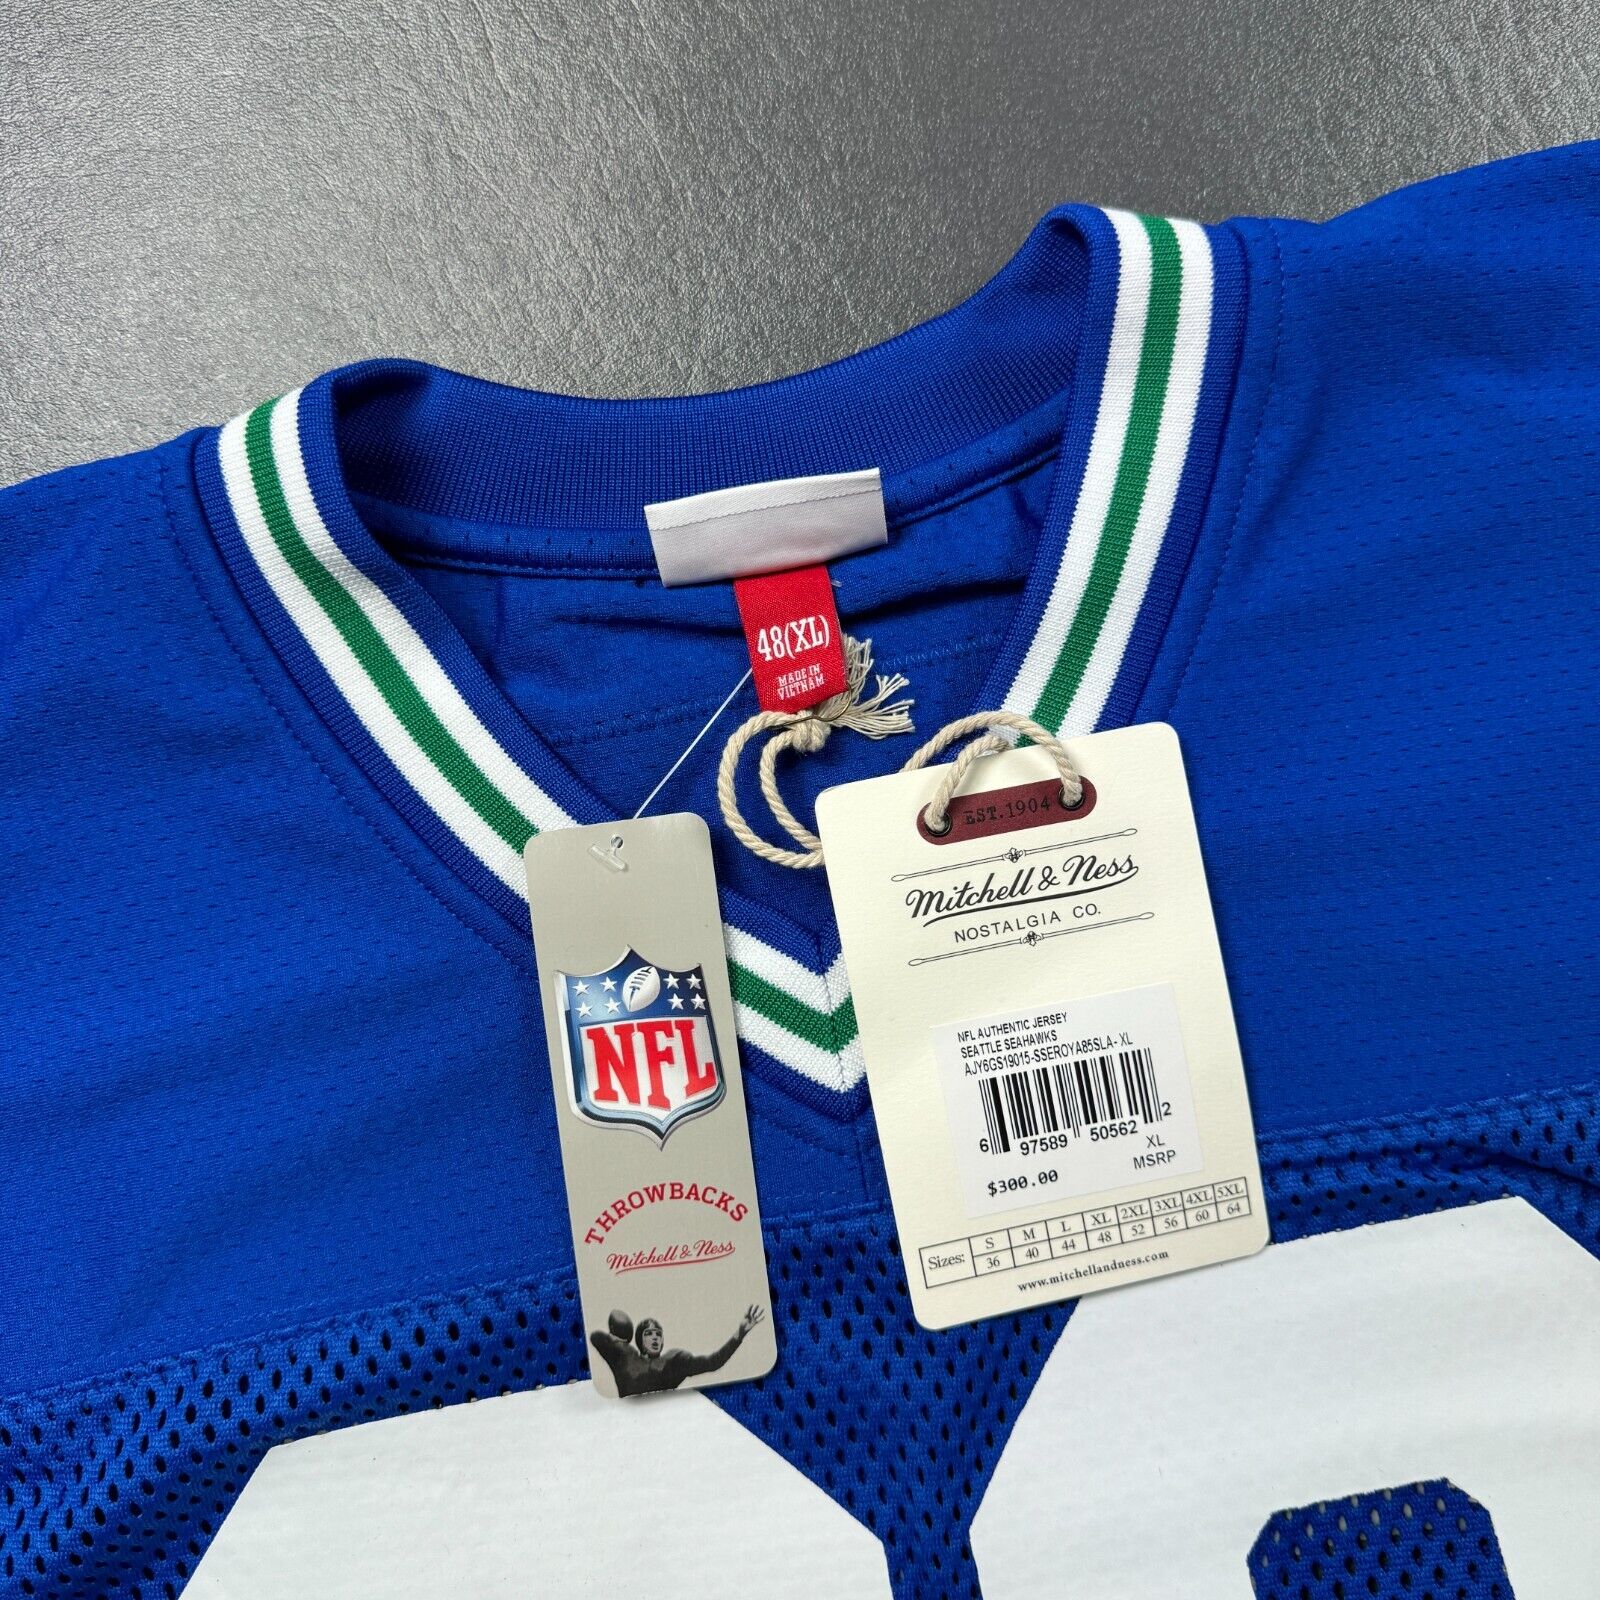 48(XL)
MADE IN
VIETNAM
EST.1904
Mitchell & Ness
NOSTALGIA CO.
NFL AUTHENTIC JERSEY
SEATTLE SEAHAWKS
AJY6GS19015-SSEROYA85SLA-XL
6 97589 50562 2
XL
$300.00 MSRP
Sizes: S M L XL 2XL 3XL 4XL 5XL
36 40 44 48 52 56 60 64
www.mitchellandness.com
NFL
THROWBACKS
Mitchell & Ness